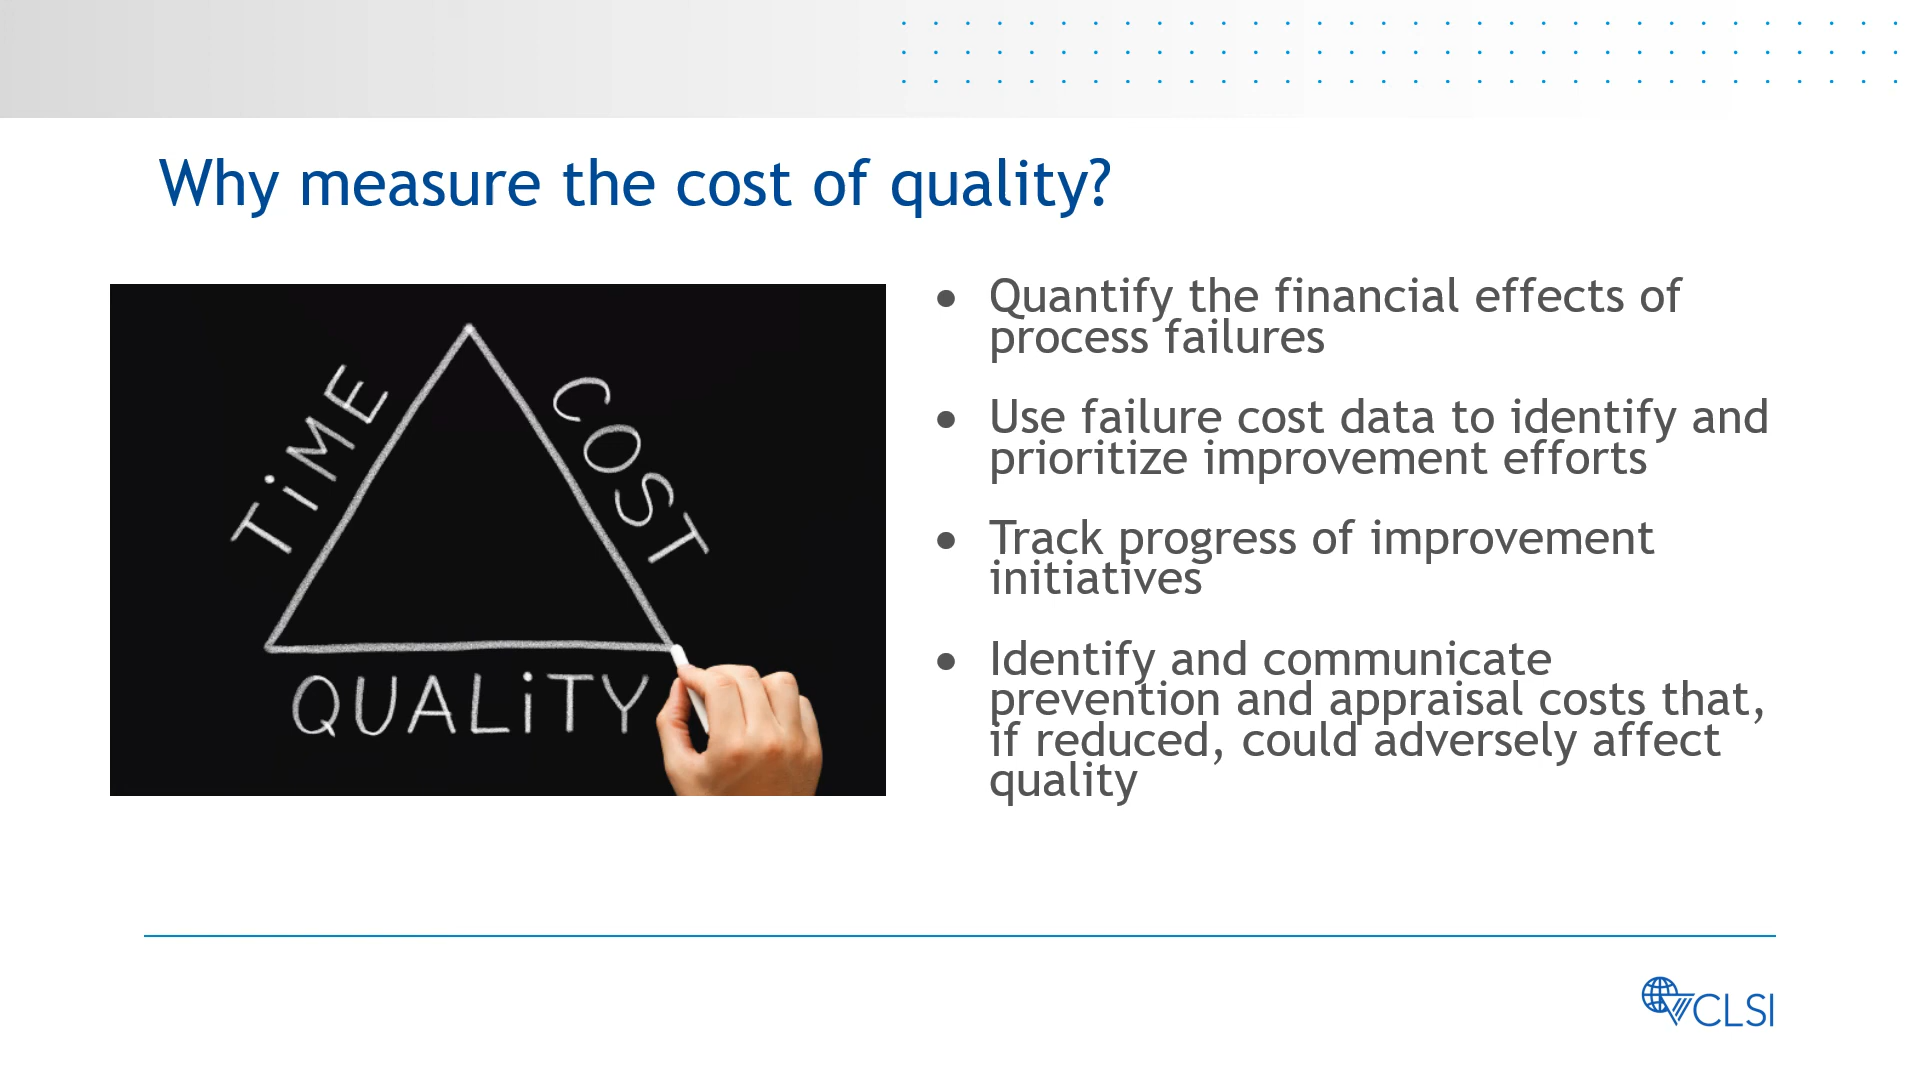 Why measure the cost of quality?
TiME
COST
QUALiTY
● Quantify the financial effects of
process failures
● Use failure cost data to identify and
prioritize improvement efforts
● Track progress of improvement
initiatives
● Identify and communicate
prevention and appraisal costs that,
if reduced, could adversely affect
quality
CLSI